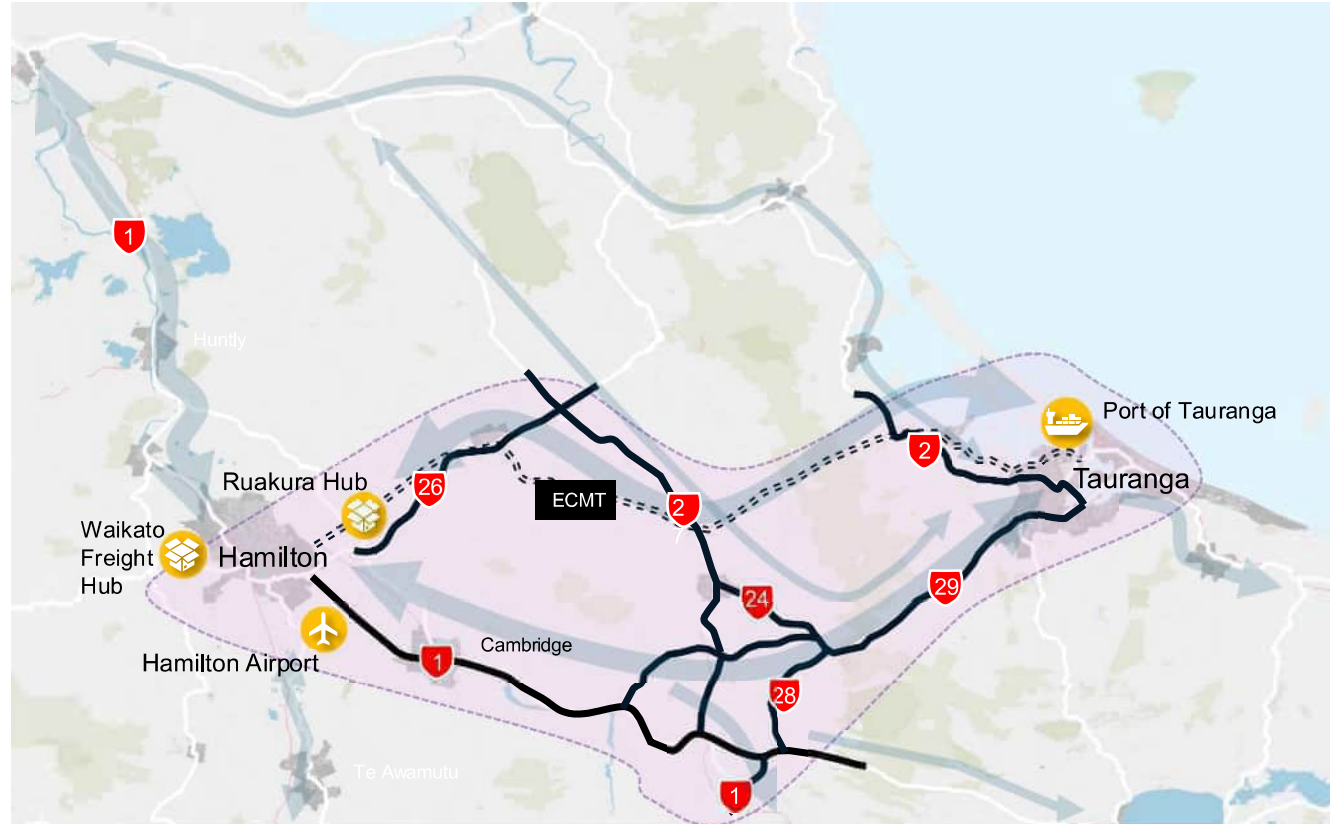 1
Huntly
Port of Tauranga
2
Tauranga
Ruakura Hub
26
ECMT
2
Waikato
Freight
Hub
Hamilton
24
29
Hamilton Airport
1
Cambridge
28
Te Awamutu
1